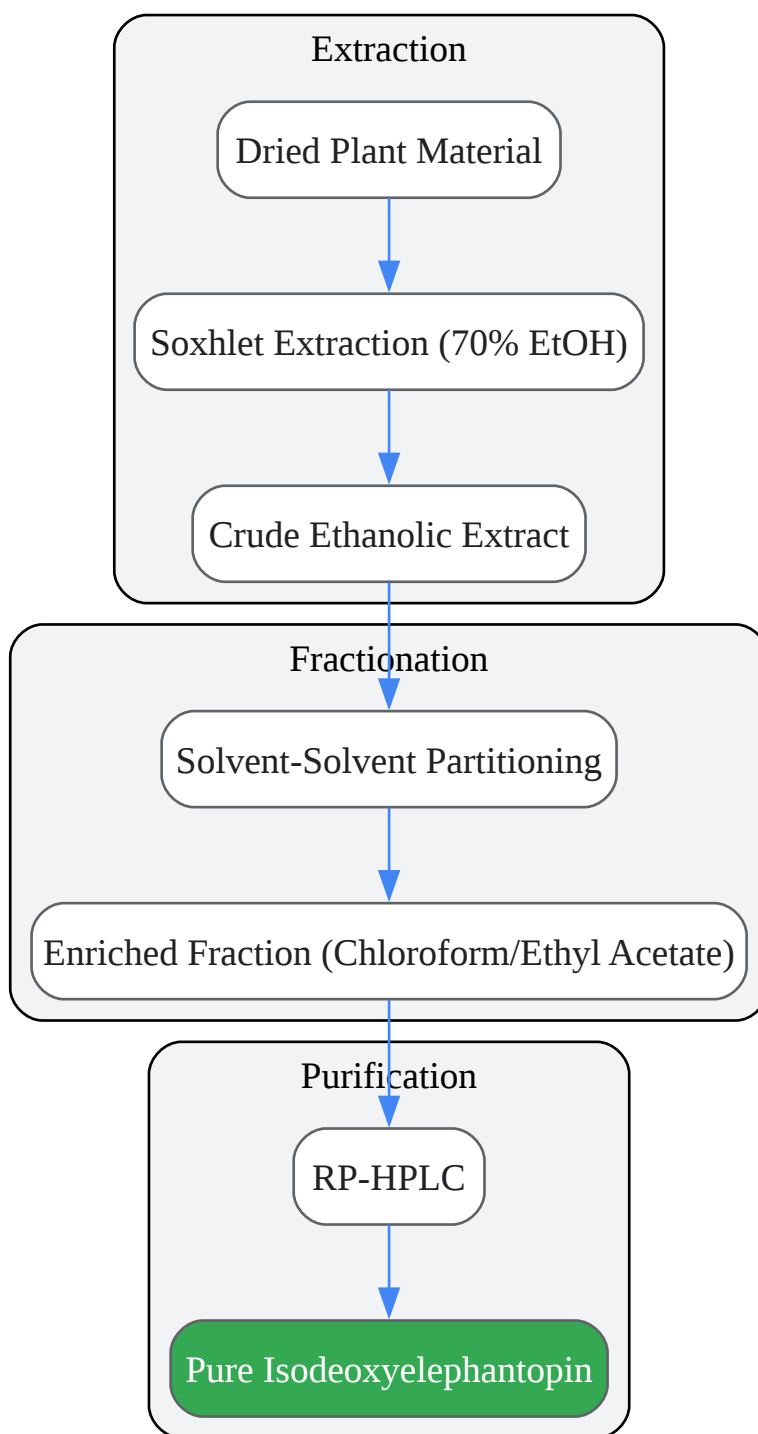 Extraction
Dried Plant Material
Soxhlet Extraction (70% EtOH)
Crude Ethanolic Extract
Fractionation
Solvent-Solvent Partitioning
Enriched Fraction (Chloroform/Ethyl Acetate)
Purification
RP-HPLC
Pure Isodeoxyelephantopin